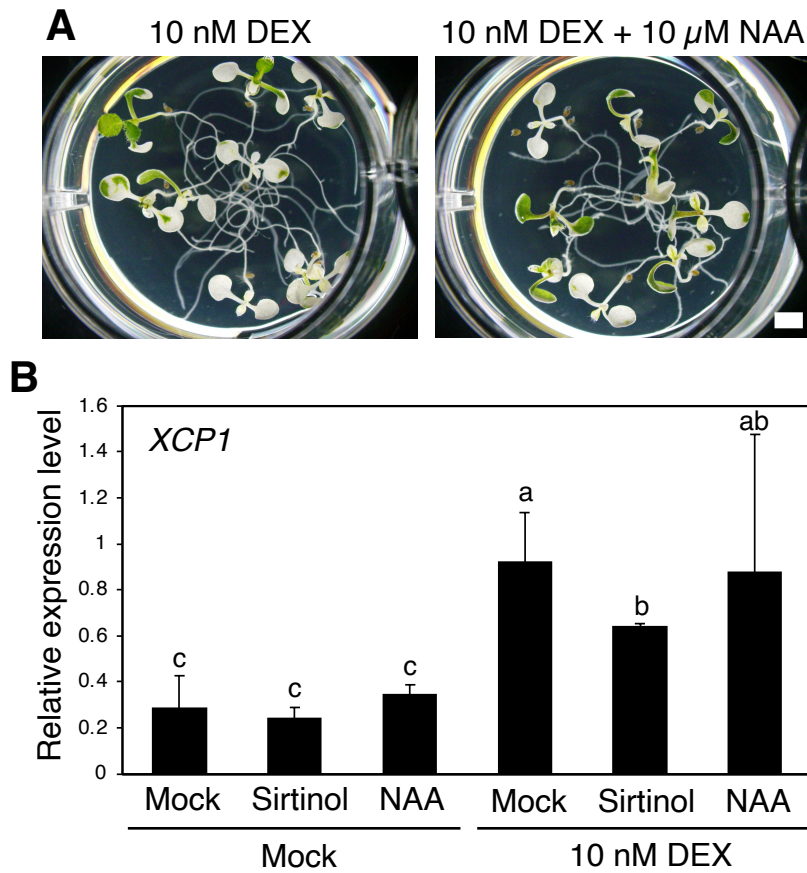 A
10 nM DEX
10 nM DEX + 10 µM NAA
B
XCP1
Relative expression level
1.6
1.4
1.2
1
0.8
0.6
0.4
0.2
0
c
c
c
a
b
ab
Mock Sirtinol NAA Mock Sirtinol NAA
Mock 10 nM DEX